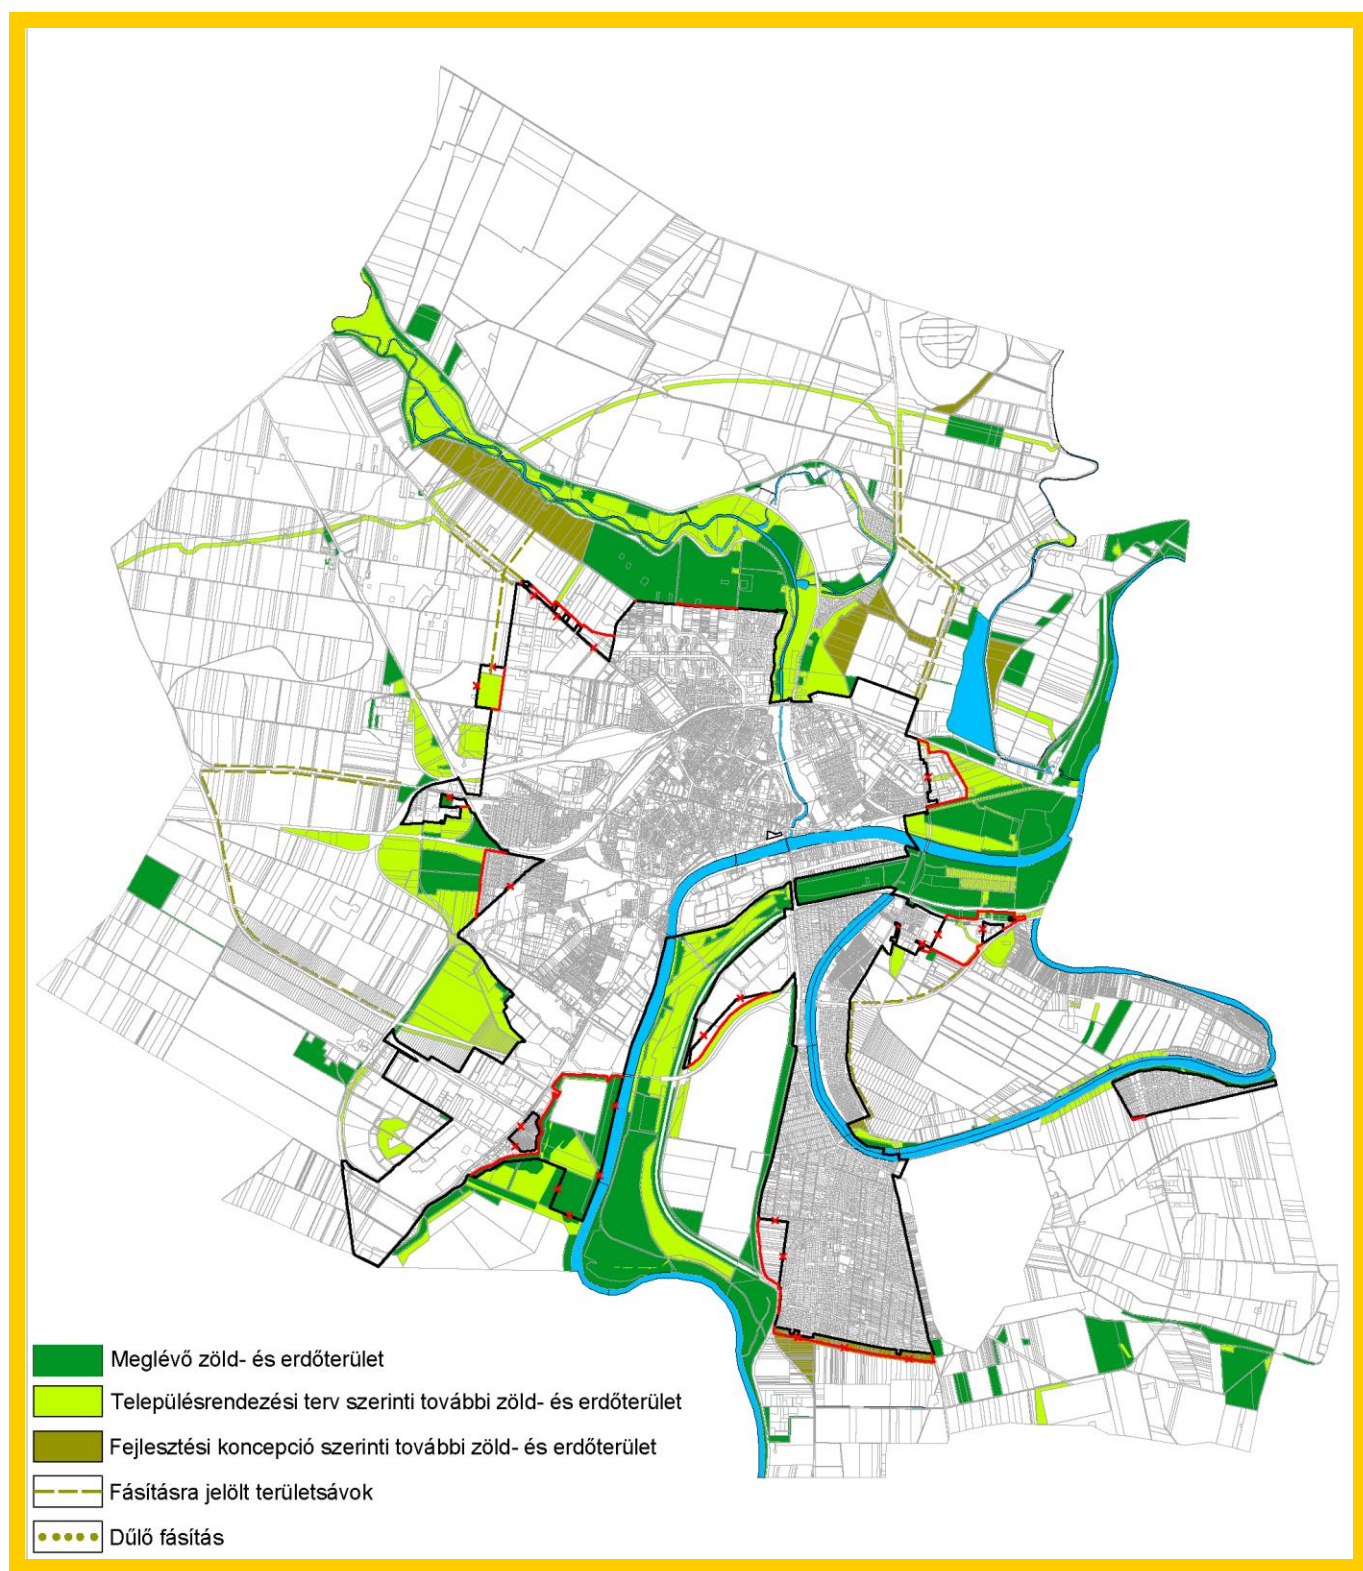 Meglévő zöld- és erdőterület
Településrendezési terv szerinti további zöld- és erdőterület
Fejlesztési koncepció szerinti további zöld- és erdőterület
Fásításra jelölt területsávok
Dűlő fásítás